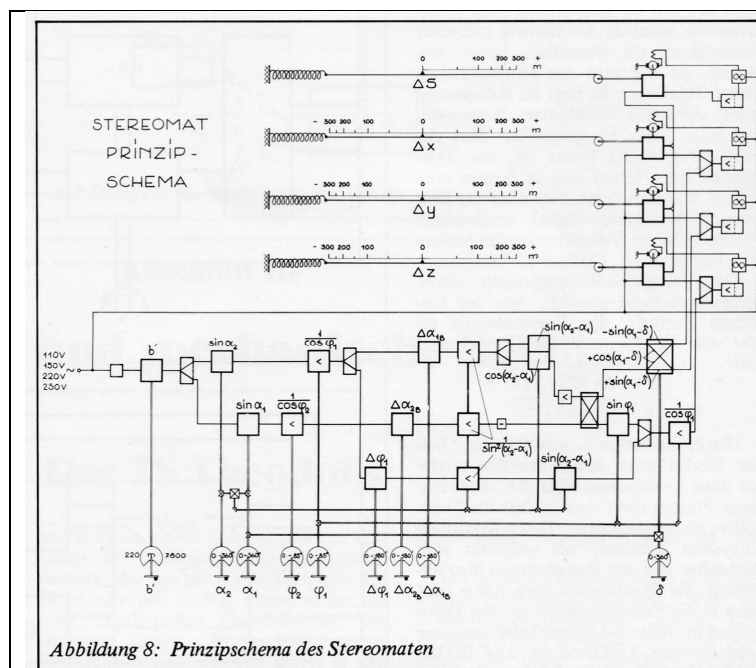 STEREOMAT
PRINZIP-
SCHEMA
0 100 200 300 + m
ΔS
- 300 200 100 0 100 200 300 + m
Δx
- 300 200 100 0 100 200 300 + m
Δy
- 300 200 100 0 100 200 300 + m
Δz
110V
150V
220V
250V
b'
sin α₂
1/cos φ₁
Δα₁B
sin(α₂-α₁)
cos(α₂-α₁)
-sin(α₁-δ)
+cos(α₁-δ)
+sin(α₁-δ)
sin α₁
1/cos φ₂
Δα₂B
1/sin²(α₂-α₁)
sin φ₁
1/cos φ₁
Δφ₁
sin(α₂-α₁)
220 7800
b' α₂ α₁ φ₂ φ₁ Δφ₁ Δα₂B Δα₁B δ
Abbildung 8: Prinzipschema des Stereomaten